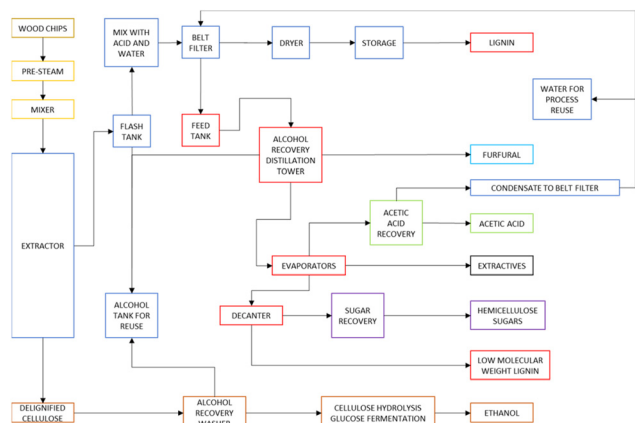 WOOD CHIPS
PRE-STEAM
MIXER
EXTRACTOR
DELIGNIFIED
CELLULOSE
MIX WITH
ACID AND
WATER
FLASH
TANK
ALCOHOL
TANK FOR
REUSE
BELT
FILTER
FEED
TANK
ALCOHOL
RECOVERY
WASHER
DRYER
STORAGE
LIGNIN
WATER FOR
PROCESS
REUSE
ALCOHOL
RECOVERY
DISTILLATION
TOWER
FURFURAL
CONDENSATE TO BELT FILTER
ACETIC
ACID
RECOVERY
ACETIC ACID
EVAPORATORS
EXTRACTIVES
DECANTER
SUGAR
RECOVERY
HEMICELLULOSE
SUGARS
LOW MOLECULAR
WEIGHT LIGNIN
CELLULOSE HYDROLYSIS
GLUCOSE FERMENTATION
ETHANOL